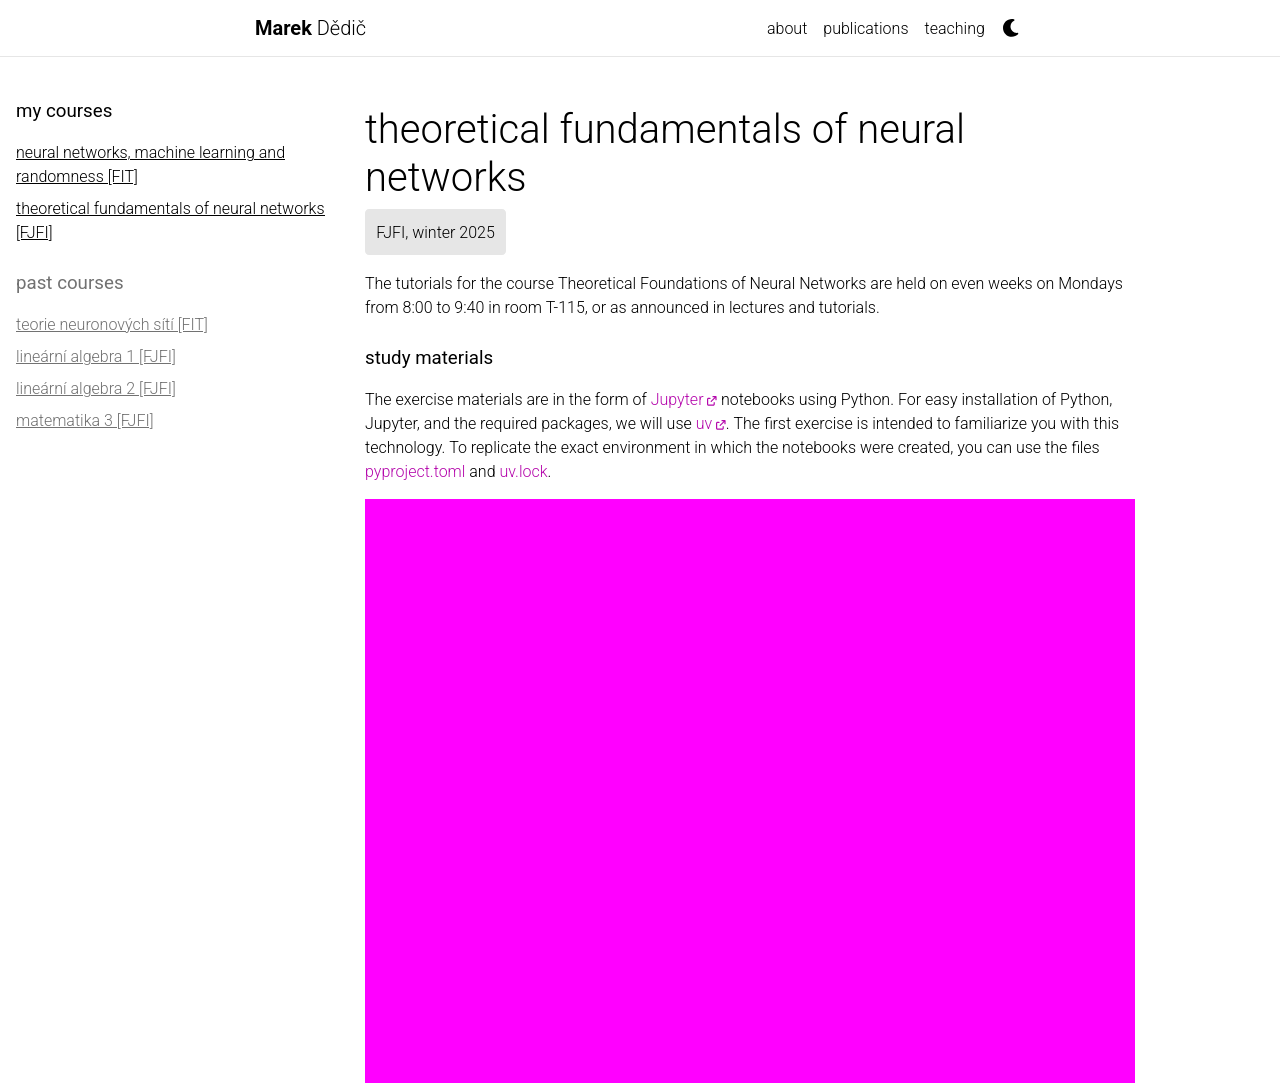 Marek Dědič
about publications teaching
my courses
neural networks, machine learning and
randomness [FIT]
theoretical fundamentals of neural networks
[FJFI]
past courses
teorie neuronových sítí [FIT]
lineární algebra 1 [FJFI]
lineární algebra 2 [FJFI]
matematika 3 [FJFI]
theoretical fundamentals of neural
networks
FJFI, winter 2025
The tutorials for the course Theoretical Foundations of Neural Networks are held on even weeks on Mondays
from 8:00 to 9:40 in room T-115, or as announced in lectures and tutorials.
study materials
The exercise materials are in the form of Jupyter notebooks using Python. For easy installation of Python,
Jupyter, and the required packages, we will use uv. The first exercise is intended to familiarize you with this
technology. To replicate the exact environment in which the notebooks were created, you can use the files
pyproject.toml and uv.lock.